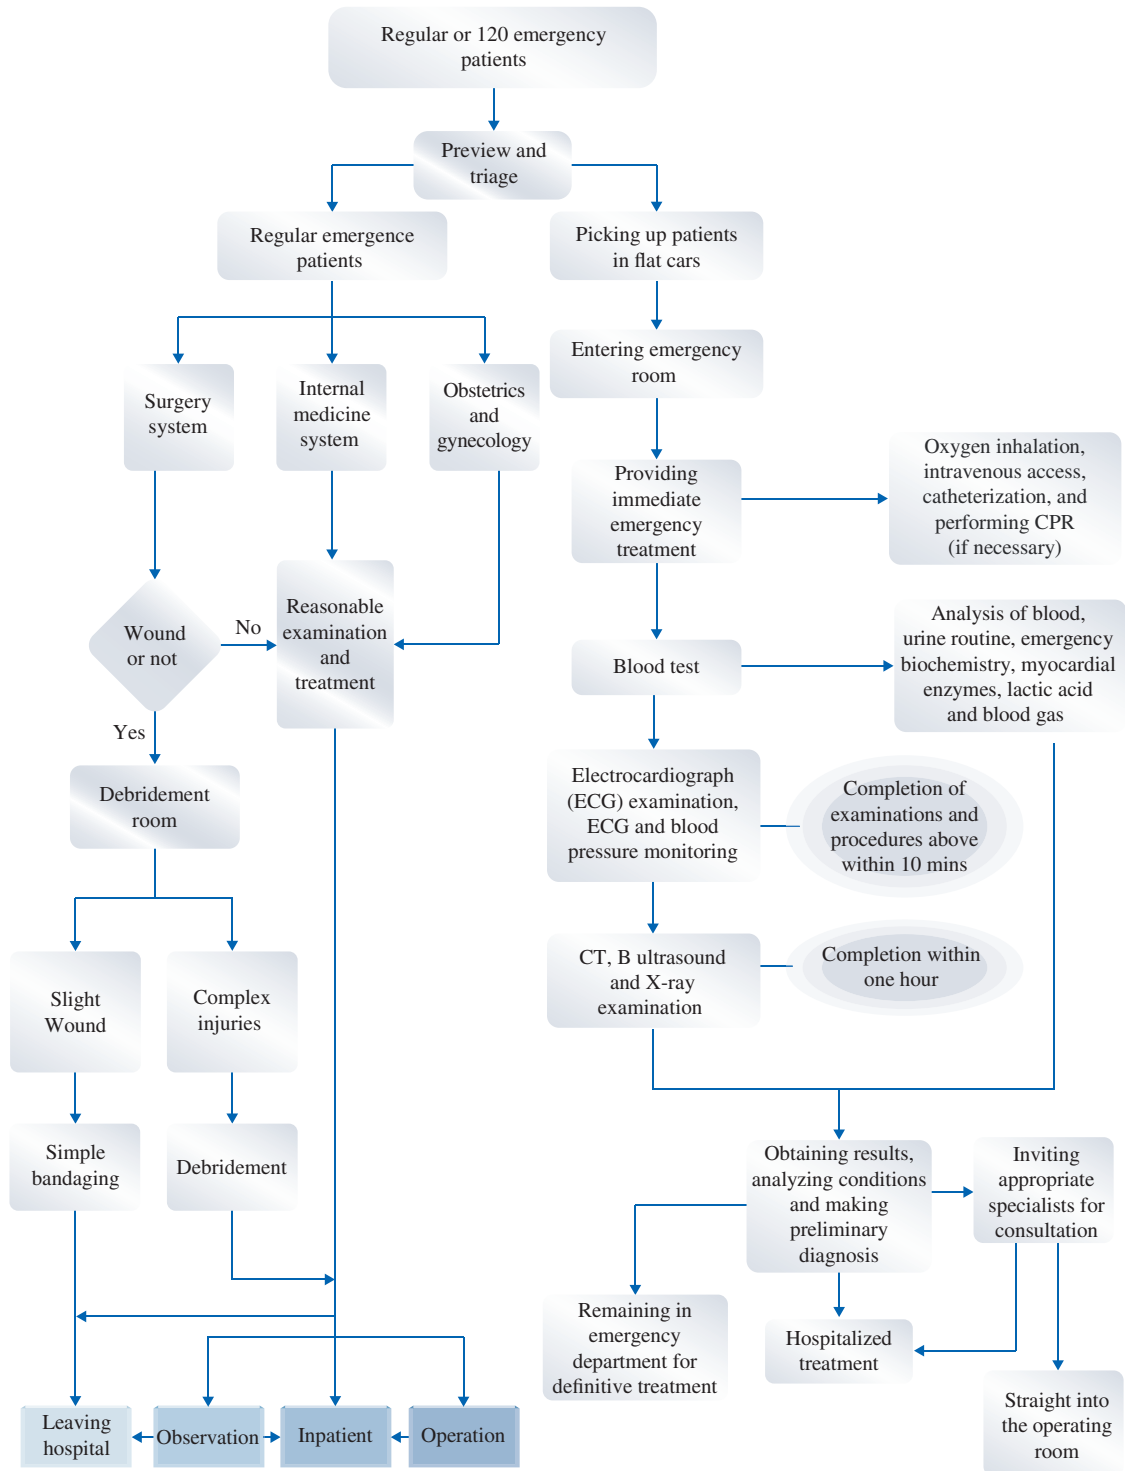 Regular or 120 emergency
patients
Preview and
triage
Regular emergence
patients
Picking up patients
in flat cars
Entering emergency
room
Surgery
system
Internal
medicine
system
Obstetrics
and
gynecology
Providing
immediate
emergency
treatment
Oxygen inhalation,
intravenous access,
catheterization, and
performing CPR
(if necessary)
Wound
or not
No
Yes
Reasonable
examination
and
treatment
Blood test
Analysis of blood,
urine routine, emergency
biochemistry, myocardial
enzymes, lactic acid
and blood gas
Debridement
room
Electrocardiograph
(ECG) examination,
ECG and blood
pressure monitoring
Completion of
examinations and
procedures above
within 10 mins
Slight
Wound
Complex
injuries
CT, B ultrasound
and X-ray
examination
Completion within
one hour
Simple
bandaging
Debridement
Obtaining results,
analyzing conditions
and making
preliminary
diagnosis
Inviting
appropriate
specialists for
consultation
Remaining in
emergency
department for
definitive treatment
Hospitalized
treatment
Straight into
the operating
room
Leaving
hospital
Observation
Inpatient
Operation